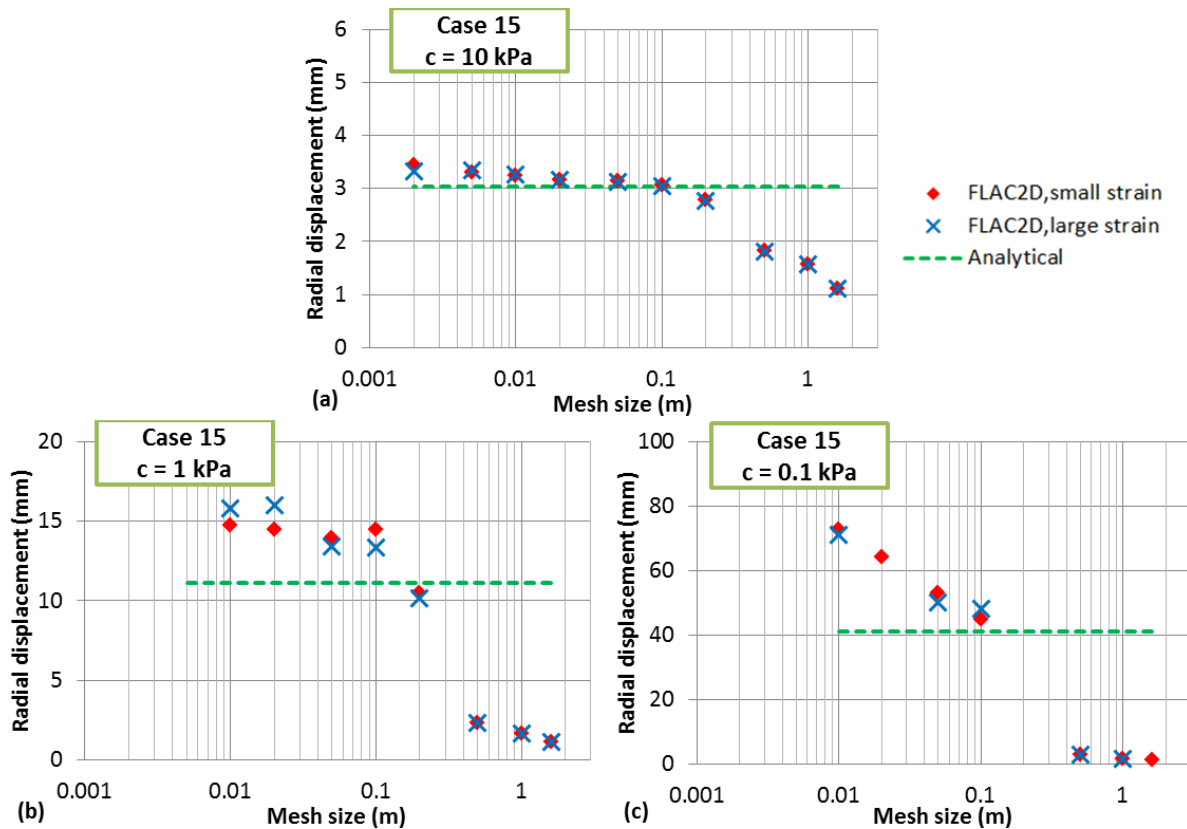 Case 15
c = 10 kPa
Radial displacement (mm)
6
5
4
3
2
1
0
0.001
0.01
0.1
1
(a)
Mesh size (m)
FLAC2D,small strain
FLAC2D,large strain
Analytical
Case 15
c = 1 kPa
Radial displacement (mm)
20
15
10
5
0
0.001
0.01
0.1
1
(b)
Mesh size (m)
Case 15
c = 0.1 kPa
Radial displacement (mm)
100
80
60
40
20
0
0.001
0.01
0.1
1
(c)
Mesh size (m)